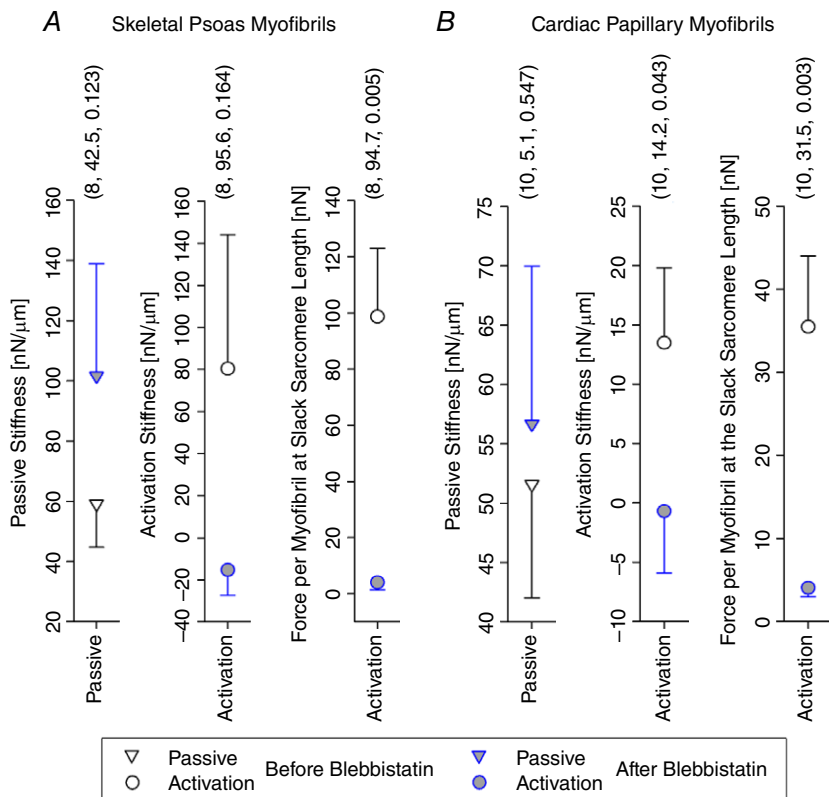 A Skeletal Psoas Myofibrils
B Cardiac Papillary Myofibrils
(8, 42.5, 0.123)
Passive Stiffness [nN/μm]
160
140
120
100
80
60
40
20
Passive
(8, 95.6, 0.164)
Activation Stiffness [nN/μm]
160
140
120
100
80
60
40
20
0
−20
−40
Activation
(8, 94.7, 0.005)
Force per Myofibril at Slack Sarcomere Length [nN]
140
120
100
80
60
40
20
0
Activation
(10, 5.1, 0.547)
Passive Stiffness [nN/μm]
75
70
65
60
55
50
45
40
Passive
(10, 14.2, 0.043)
Activation Stiffness [nN/μm]
25
20
15
10
5
0
−5
−10
Activation
(10, 31.5, 0.003)
Force per Myofibril at the Slack Sarcomere Length [nN]
50
40
30
20
10
0
Activation
Passive
Activation
Before Blebbistatin
Passive
Activation
After Blebbistatin